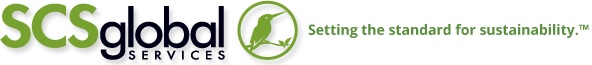 SCSglobal
SERVICES
Setting the standard for sustainability.™